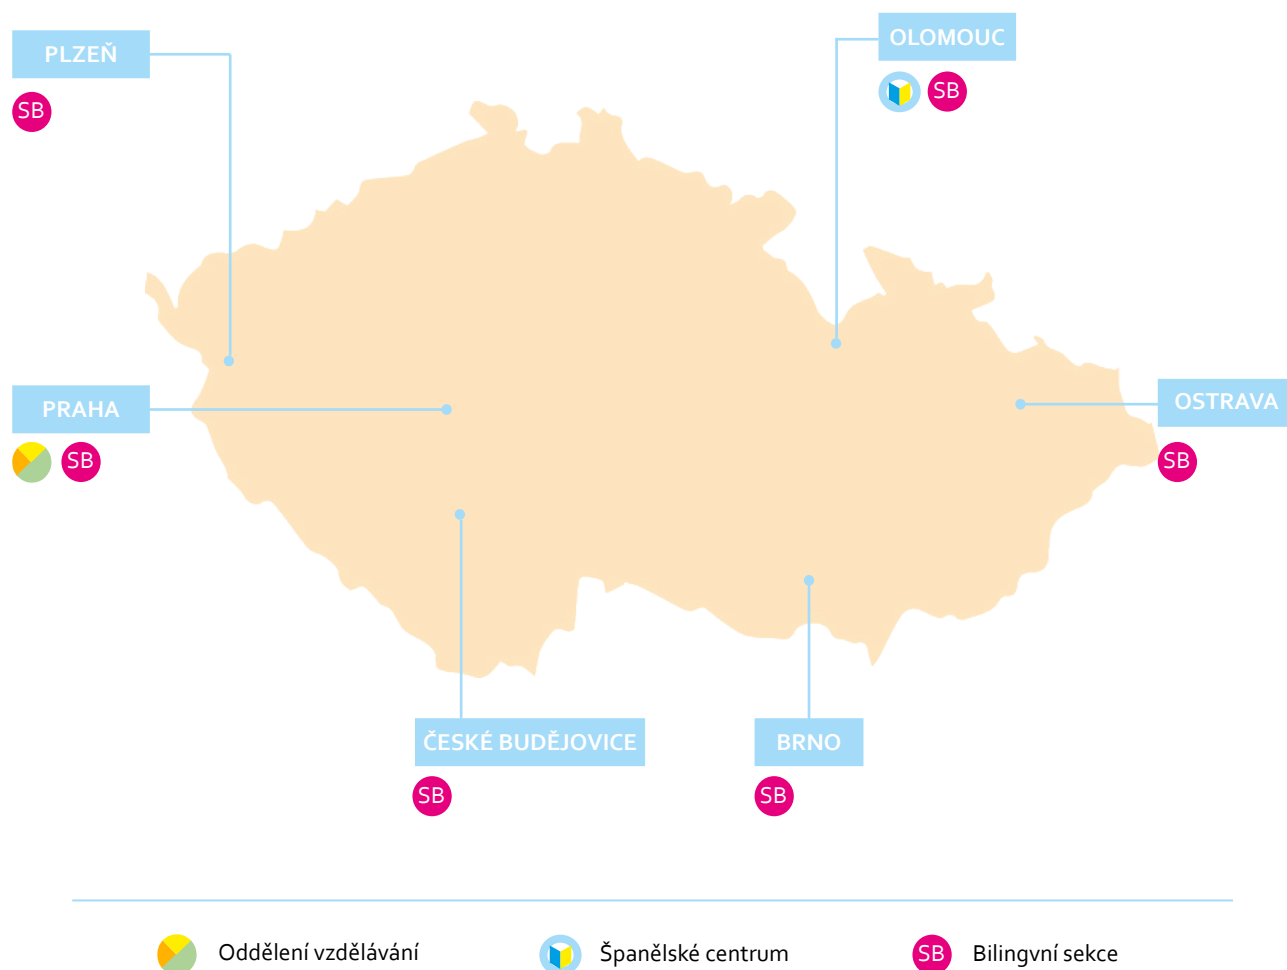 PLZEŇ
SB
OLOMOUC
SB
PRAHA
SB
OSTRAVA
SB
ČESKÉ BUDĚJOVICE
SB
BRNO
SB
Oddělení vzdělávání
Španělské centrum
SB Bilingvní sekce